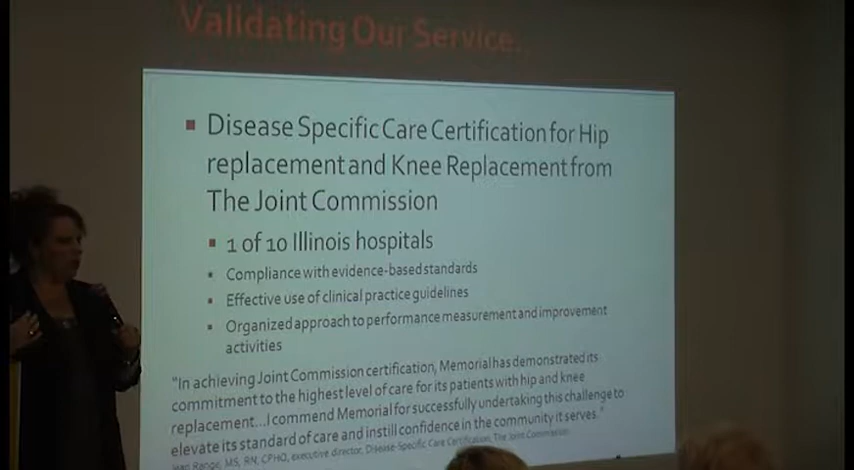 Validating Our Service...
Disease Specific Care Certification for Hip
replacement and Knee Replacement from
The Joint Commission
1 of 10 Illinois hospitals
Compliance with evidence-based standards
Effective use of clinical practice guidelines
Organized approach to performance measurement and improvement
activities
"In achieving Joint Commission certification, Memorial has demonstrated its
commitment to the highest level of care for its patients with hip and knee
replacement...I commend Memorial for successfully undertaking this challenge to
elevate its standard of care and instill confidence in the community it serves."
Range, MS, RN, CPHQ, executive director, Disease-Specific Care Certification, The Joint Commission